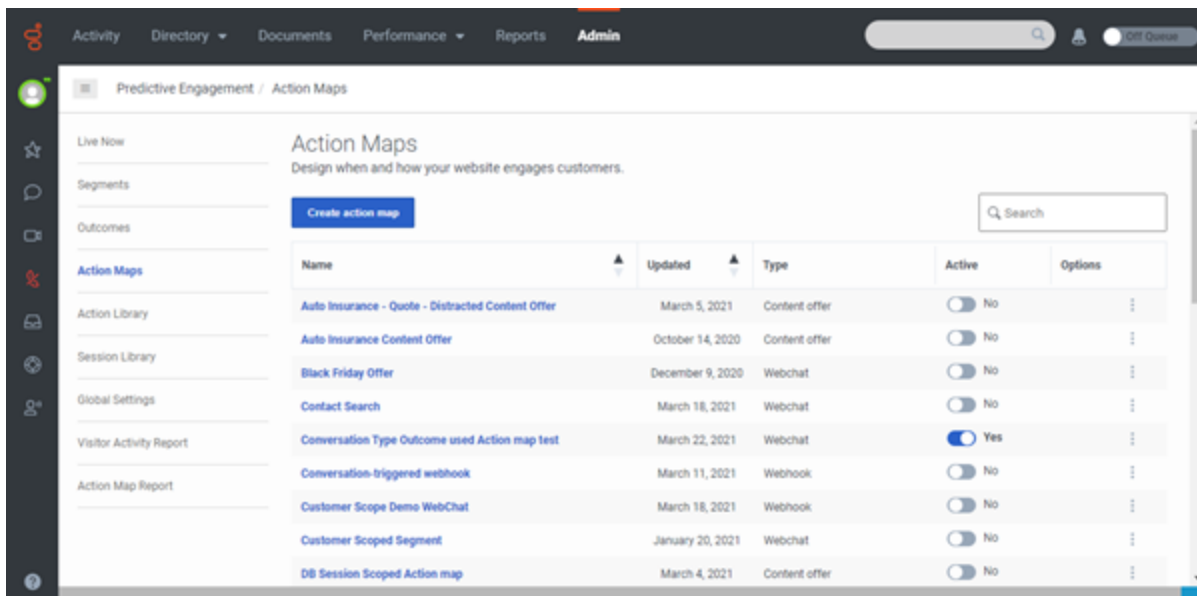 Activity Directory Documents Performance Reports Admin Off Queue
Predictive Engagement / Action Maps
Live Now
Segments
Outcomes
Action Maps
Action Library
Session Library
Global Settings
Visitor Activity Report
Action Map Report
Action Maps
Design when and how your website engages customers.
Create action map
Search
Name Updated Type Active Options
Auto Insurance - Quote - Distracted Content Offer March 5, 2021 Content offer No
Auto Insurance Content Offer October 14, 2020 Content offer No
Black Friday Offer December 9, 2020 Webchat No
Contact Search March 18, 2021 Webchat No
Conversation Type Outcome used Action map test March 22, 2021 Webchat Yes
Conversation-triggered webhook March 11, 2021 Webhook No
Customer Scope Demo WebChat March 18, 2021 Webhook No
Customer Scoped Segment January 20, 2021 Webchat No
DB Session Scoped Action map March 4, 2021 Content offer No